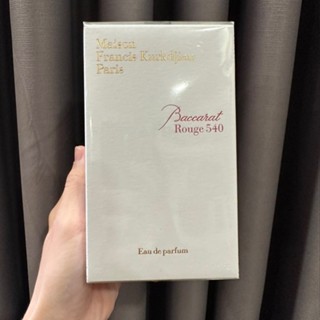 Maison
Francis Kurkdjian
Paris
Baccarat
Rouge 540
Eau de parfum